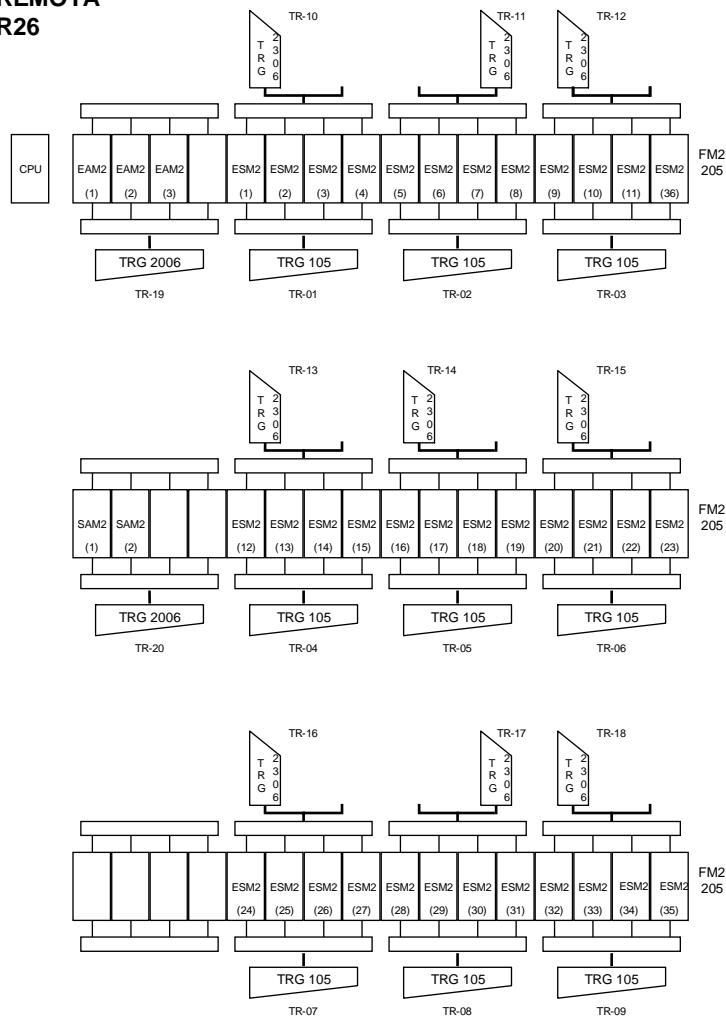 REMOTA
R26
TR-10
TR-11
TR-12
TRG 2306
TRG 2306
TRG 2306
CPU
EAM2 EAM2 EAM2 ESM2 ESM2 ESM2 ESM2 ESM2 ESM2 ESM2 ESM2 ESM2 ESM2 ESM2 ESM2
(1) (2) (3) (1) (2) (3) (4) (5) (6) (7) (8) (9) (10) (11) (36)
FM2
205
TRG 2006 TRG 105 TRG 105 TRG 105
TR-19 TR-01 TR-02 TR-03
TR-13 TR-14 TR-15
TRG 2306
TRG 2306
TRG 2306
SAM2 SAM2 ESM2 ESM2 ESM2 ESM2 ESM2 ESM2 ESM2 ESM2 ESM2 ESM2 ESM2 ESM2
(1) (2) (12) (13) (14) (15) (16) (17) (18) (19) (20) (21) (22) (23)
FM2
205
TRG 2006 TRG 105 TRG 105 TRG 105
TR-20 TR-04 TR-05 TR-06
TR-16 TR-17 TR-18
TRG 2306
TRG 2306
TRG 2306
ESM2 ESM2 ESM2 ESM2 ESM2 ESM2 ESM2 ESM2 ESM2 ESM2 ESM2 ESM2
(24) (25) (26) (27) (28) (29) (30) (31) (32) (33) (34) (35)
FM2
205
TRG 105 TRG 105 TRG 105
TR-07 TR-08 TR-09